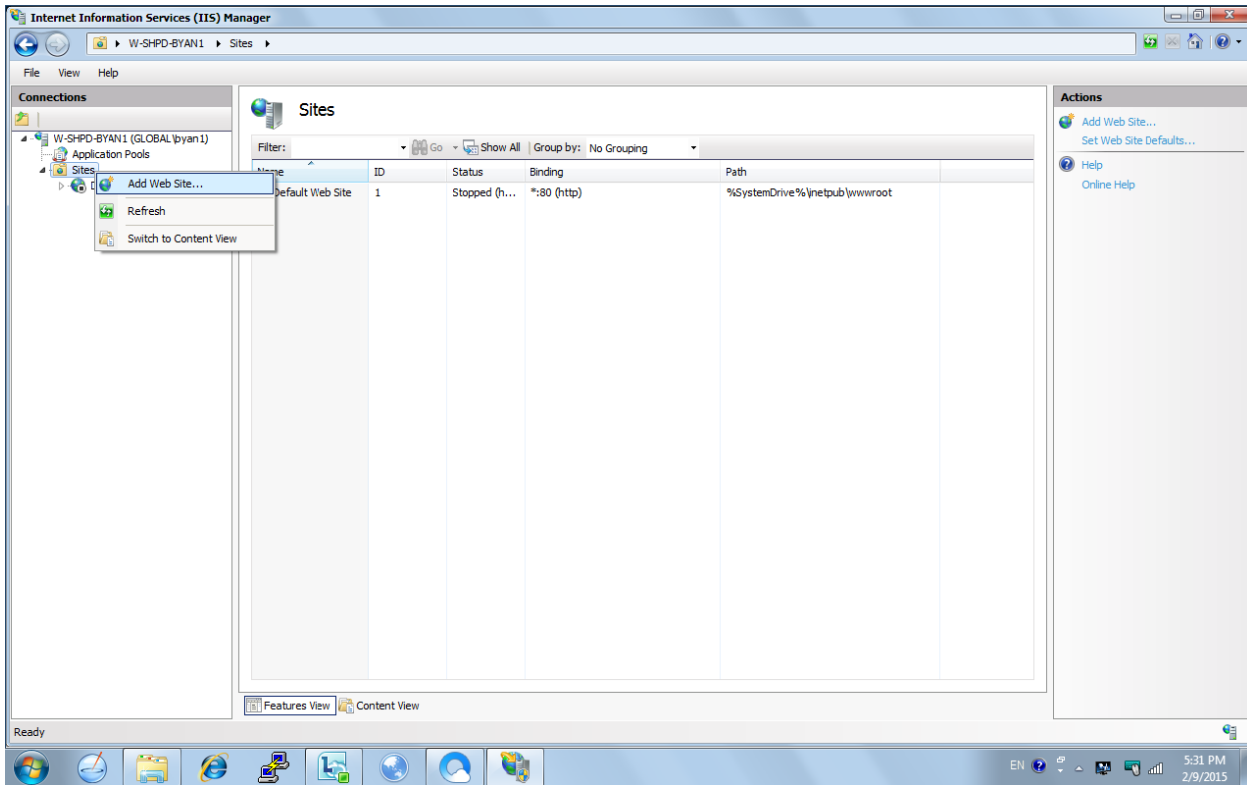 Internet Information Services (IIS) Manager
W-SHPD-BYAN1 Sites
File View Help
Connections
W-SHPD-BYAN1 (GLOBAL\byan1)
Application Pools
Sites
D
Add Web Site...
Refresh
Switch to Content View
Sites
Filter: Go Show All Group by: No Grouping
Name ID Status Binding Path
Default Web Site 1 Stopped (h... *:80 (http) %SystemDrive%\inetpub\wwwroot
Features View Content View
Actions
Add Web Site...
Set Web Site Defaults...
Help
Online Help
Ready
EN 5:31 PM
2/9/2015